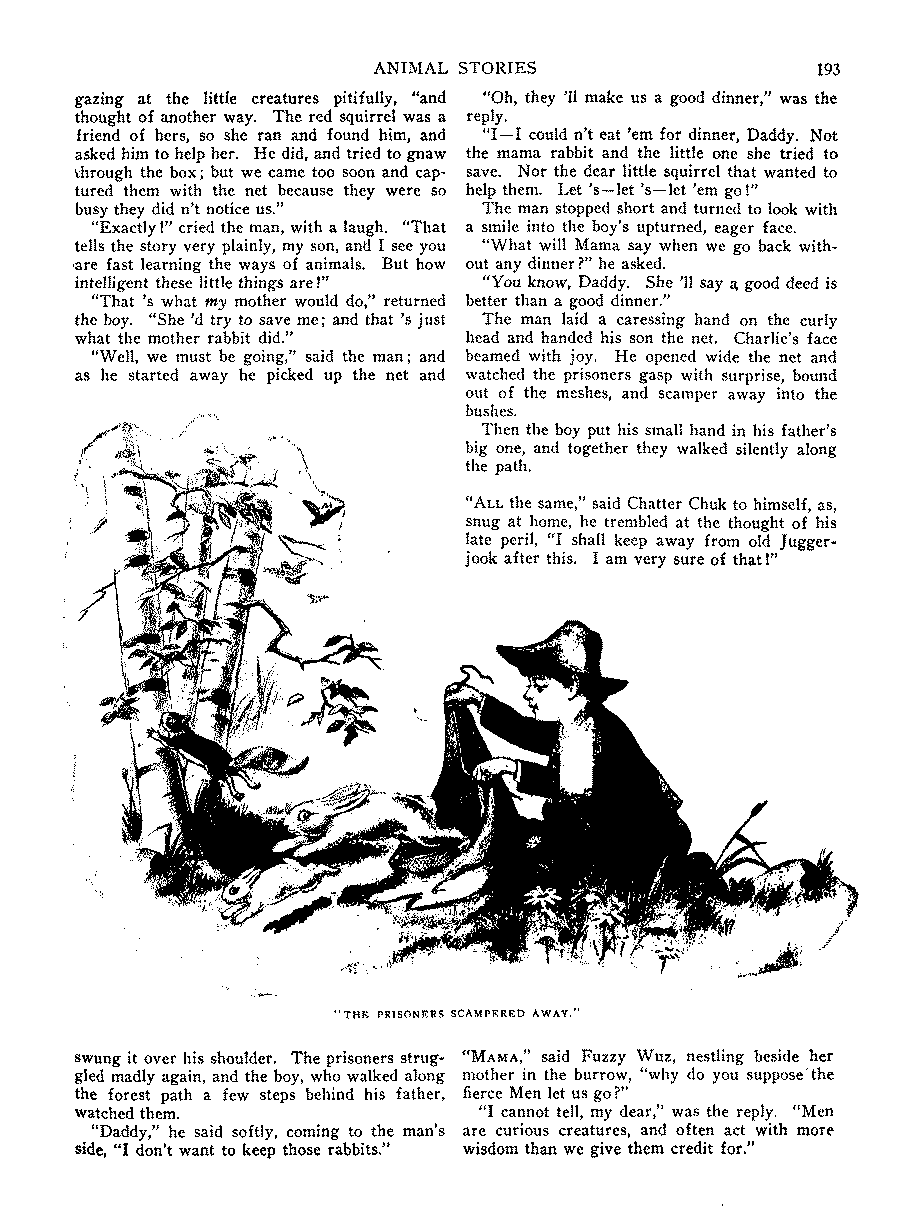 ANIMAL STORIES 193
gazing at the little creatures pitifully, “and
thought of another way. The red squirrel was a
friend of hers, so she ran and found him, and
asked him to help her. He did, and tried to gnaw
through the box; but we came too soon and cap-
tured them with the net because they were so
busy they did n't notice us.”
“Exactly!” cried the man, with a laugh. “That
tells the story very plainly, my son, and I see you
are fast learning the ways of animals. But how
intelligent these little things are!”
“That 's what my mother would do,” returned
the boy. “She 'd try to save me; and that 's just
what the mother rabbit did.”
“Well, we must be going,” said the man; and
as he started away he picked up the net and
swung it over his shoulder. The prisoners strug-
gled madly again, and the boy, who walked along
the forest path a few steps behind his father,
watched them.
“Daddy,” he said softly, coming to the man's
side, “I don't want to keep those rabbits.”
“Oh, they 'll make us a good dinner,” was the
reply.
“I—I could n't eat 'em for dinner, Daddy. Not
the mama rabbit and the little one she tried to
save. Nor the dear little squirrel that wanted to
help them. Let 's—let 's—let 'em go!”
The man stopped short and turned to look with
a smile into the boy's upturned, eager face.
“What will Mama say when we go back with-
out any dinner?” he asked.
“You know, Daddy. She 'll say a good deed is
better than a good dinner.”
The man laid a caressing hand on the curly
head and handed his son the net. Charlie's face
beamed with joy. He opened wide the net and
watched the prisoners gasp with surprise, bound
out of the meshes, and scamper away into the
bushes.
Then the boy put his small hand in his father's
big one, and together they walked silently along
the path.
“ALL the same,” said Chatter Chuk to himself, as,
snug at home, he trembled at the thought of his
late peril, “I shall keep away from old Jugger-
jook after this. I am very sure of that!”
“THE PRISONERS SCAMPERED AWAY.”
“MAMA,” said Fuzzy Wuz, nestling beside her
mother in the burrow, “why do you suppose the
fierce Men let us go?”
“I cannot tell, my dear,” was the reply. “Men
are curious creatures, and often act with more
wisdom than we give them credit for.”